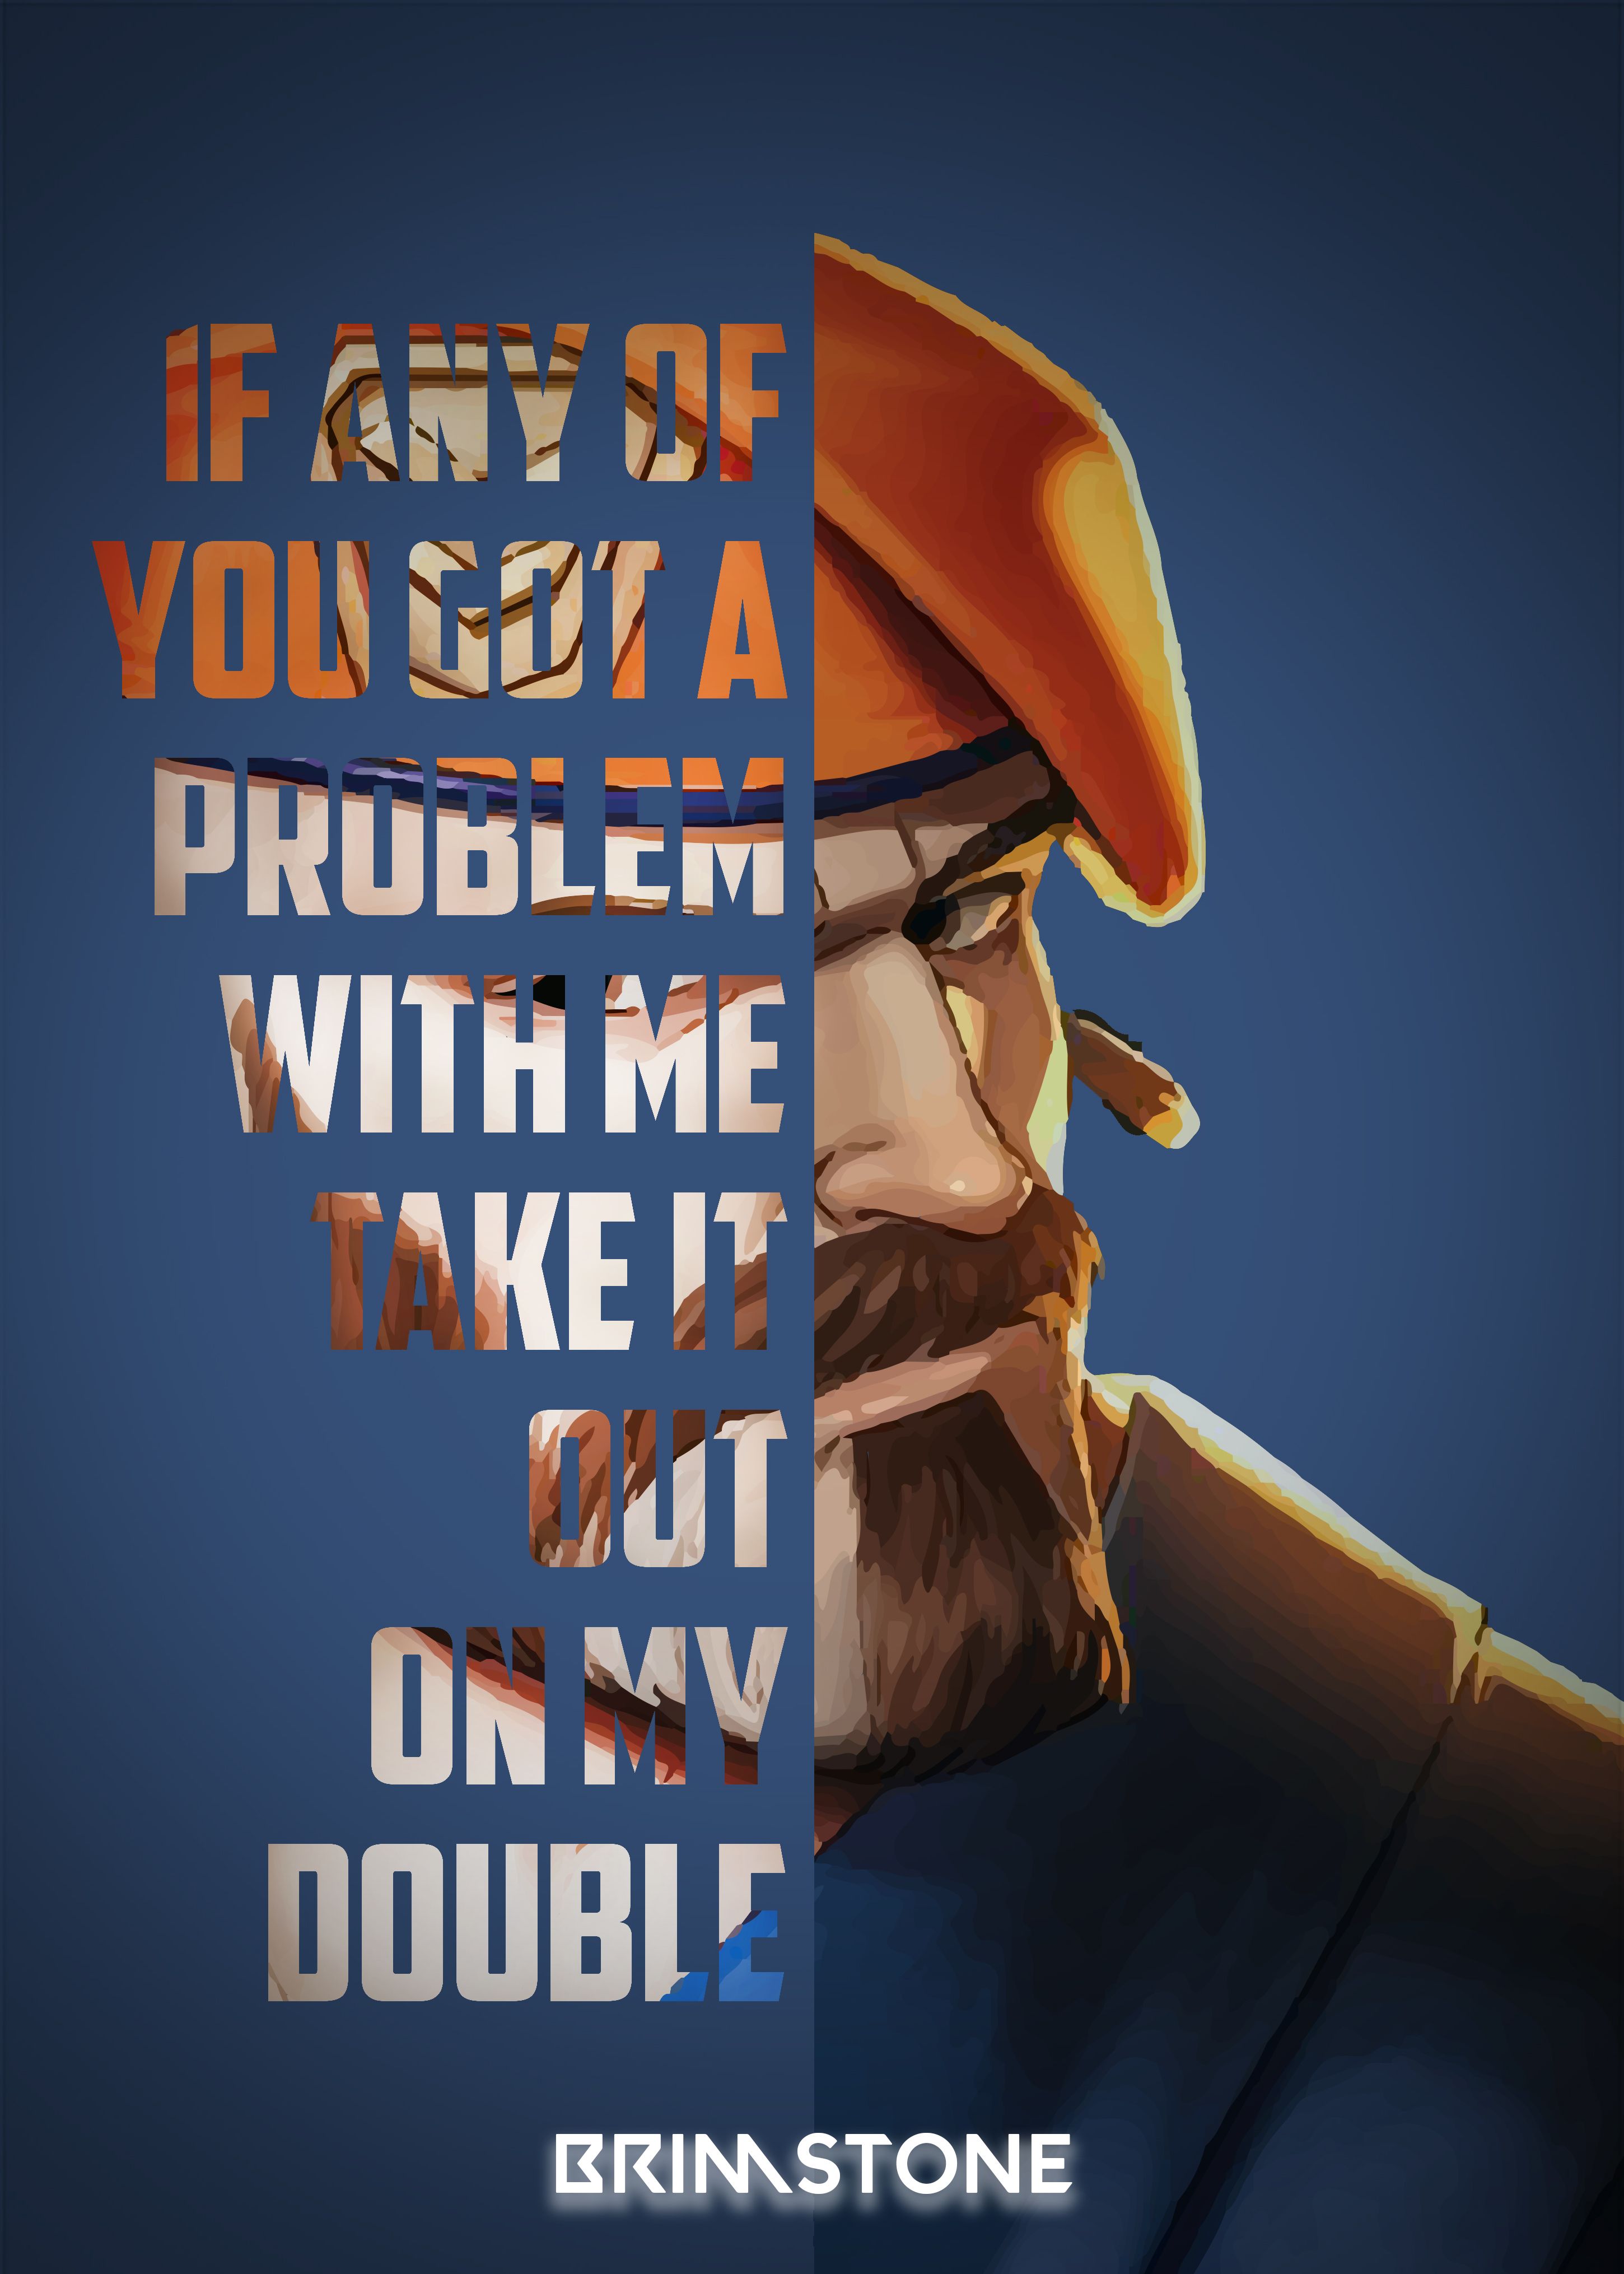 IF ANY OF
YOU GOT A
PROBLEM
WITH ME
TAKE IT
OUT
ON MY
DOUBLE
BRIMSTONE